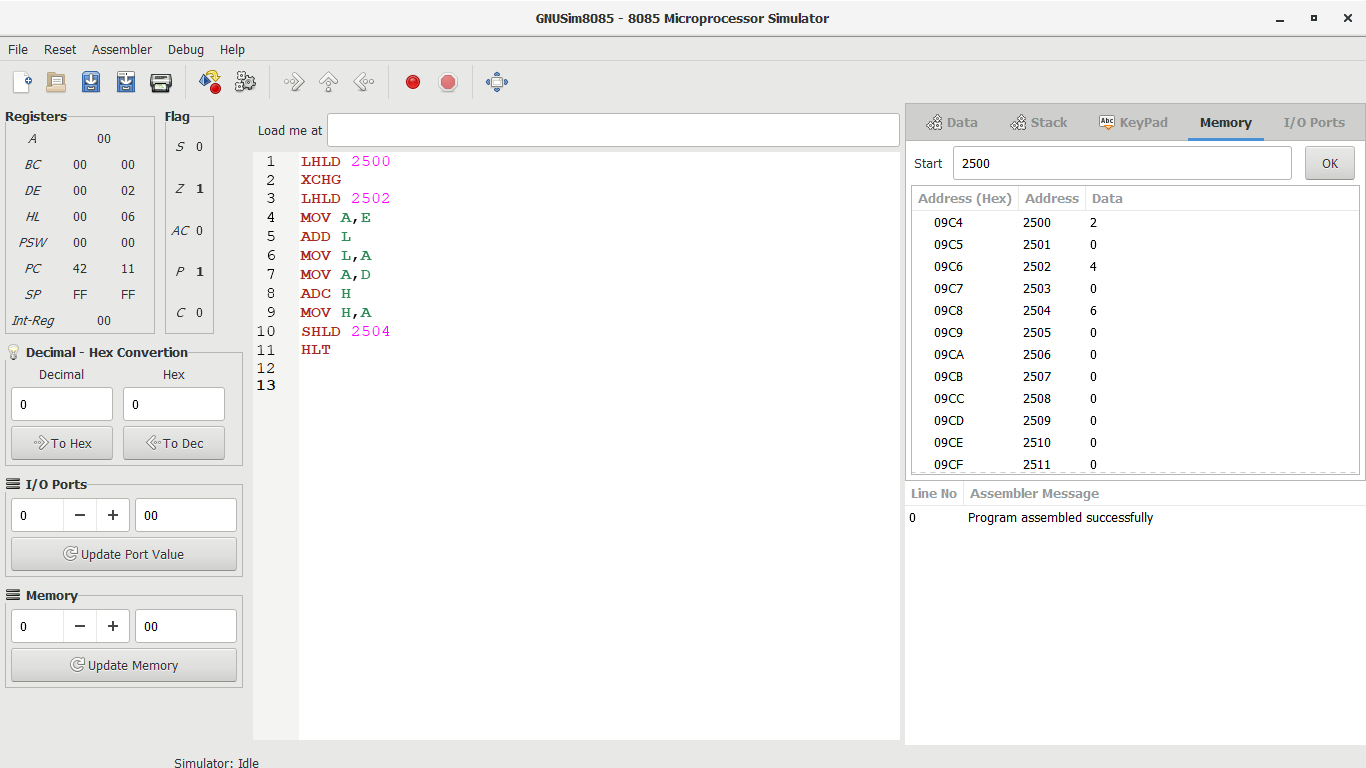 GNUSim8085 - 8085 Microprocessor Simulator
File Reset Assembler Debug Help
Registers
A 00
BC 00 00
DE 00 02
HL 00 06
PSW 00 00
PC 42 11
SP FF FF
Int-Reg 00
Flag
S 0
Z 1
AC 0
P 1
C 0
Decimal - Hex Convertion
Decimal Hex
0 0
To Hex To Dec
I/O Ports
0 − + 00
Update Port Value
Memory
0 − + 00
Update Memory
Load me at
1 LHLD 2500
2 XCHG
3 LHLD 2502
4 MOV A,E
5 ADD L
6 MOV L,A
7 MOV A,D
8 ADC H
9 MOV H,A
10 SHLD 2504
11 HLT
12
13
Data Stack Abc KeyPad Memory I/O Ports
Start 2500 OK
Address (Hex) Address Data
09C4 2500 2
09C5 2501 0
09C6 2502 4
09C7 2503 0
09C8 2504 6
09C9 2505 0
09CA 2506 0
09CB 2507 0
09CC 2508 0
09CD 2509 0
09CE 2510 0
09CF 2511 0
Line No Assembler Message
0 Program assembled successfully
Simulator: Idle